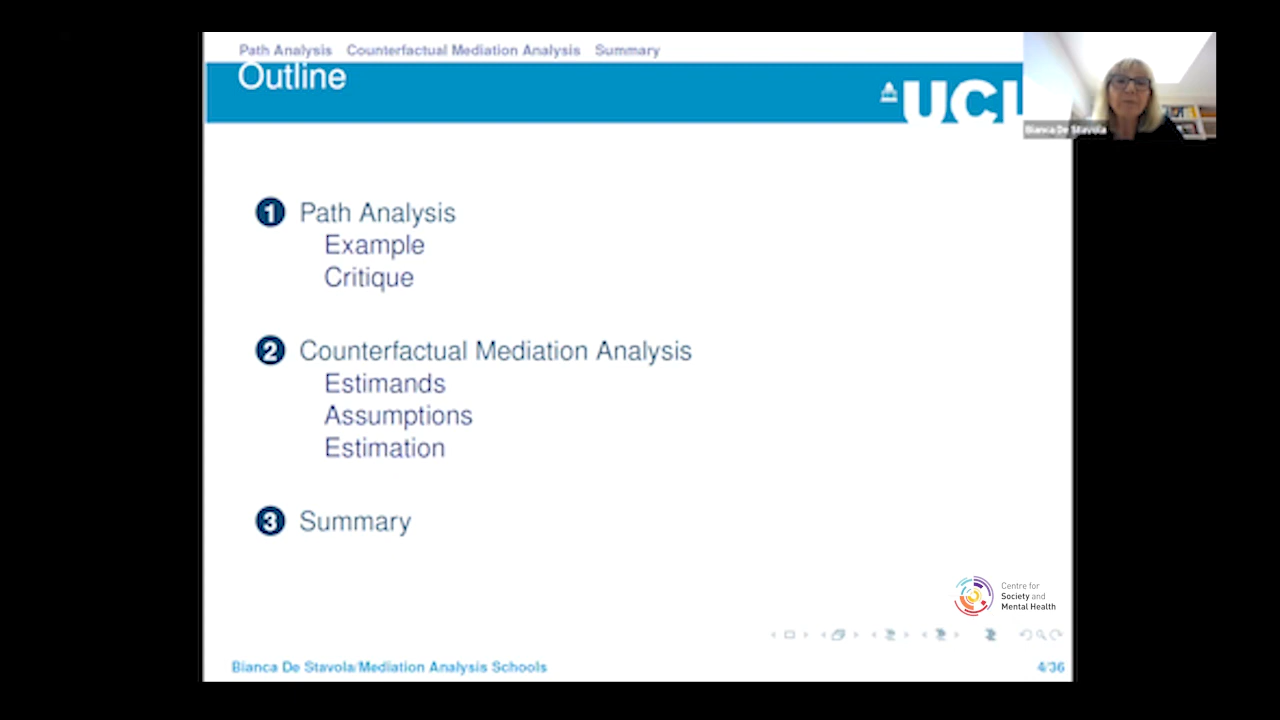 Path Analysis Counterfactual Mediation Analysis Summary
Outline
UCL
Bianca De Stavola
1 Path Analysis
Example
Critique
2 Counterfactual Mediation Analysis
Estimands
Assumptions
Estimation
3 Summary
Centre for
Society and
Mental Health
Bianca De Stavola/Mediation Analysis Schools
4/36